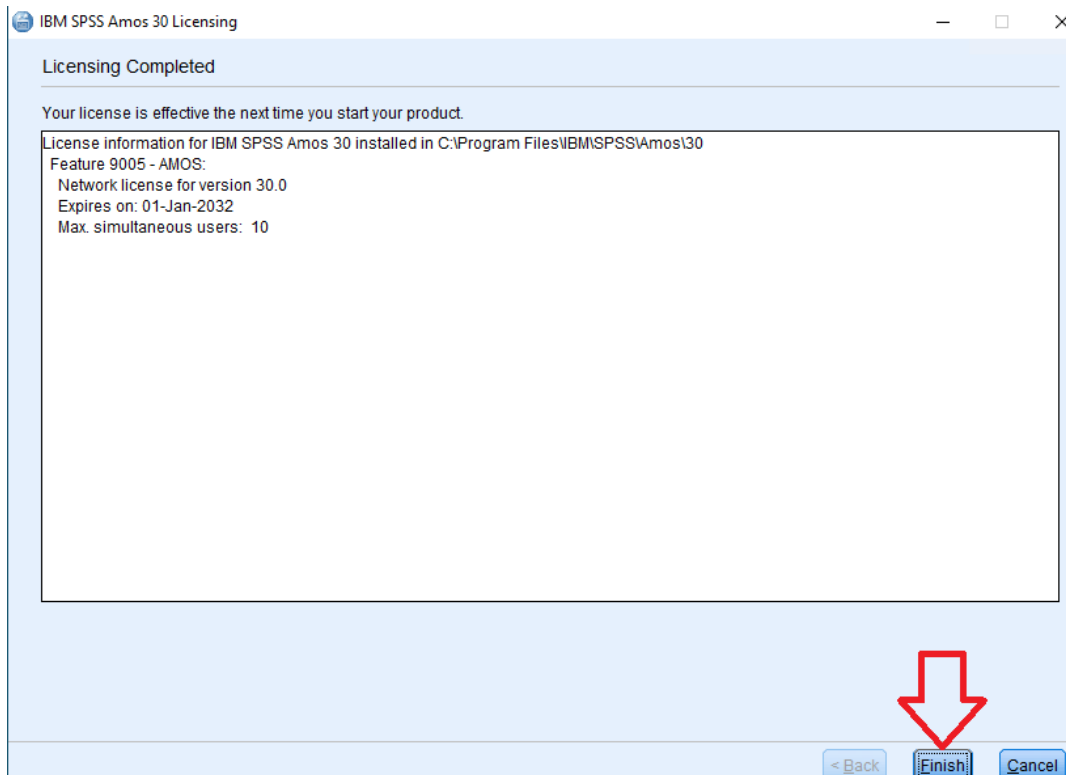 IBM SPSS Amos 30 Licensing
Licensing Completed
Your license is effective the next time you start your product.
License information for IBM SPSS Amos 30 installed in C:\Program Files\IBM\SPSS\Amos\30
Feature 9005 - AMOS:
Network license for version 30.0
Expires on: 01-Jan-2032
Max. simultaneous users: 10
< Back Finish Cancel